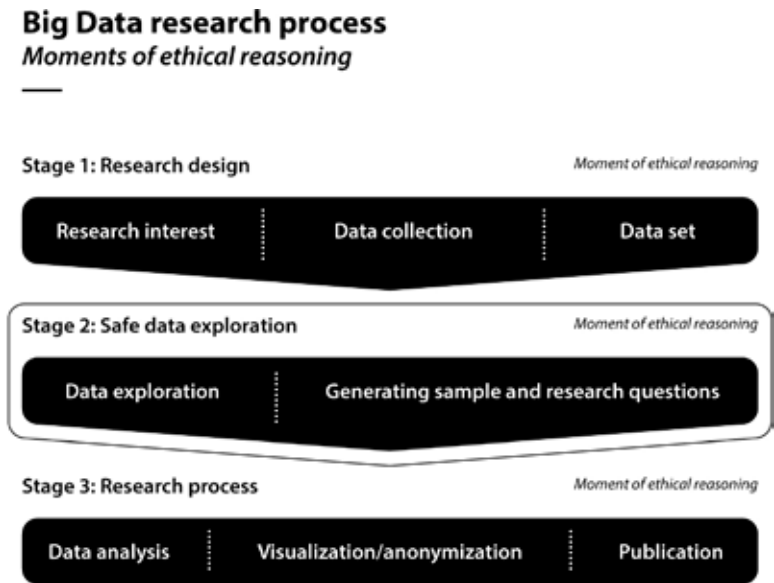 Big Data research process
Moments of ethical reasoning
Stage 1: Research design
Moment of ethical reasoning
Research interest
Data collection
Data set
Stage 2: Safe data exploration
Moment of ethical reasoning
Data exploration
Generating sample and research questions
Stage 3: Research process
Moment of ethical reasoning
Data analysis
Visualization/anonymization
Publication